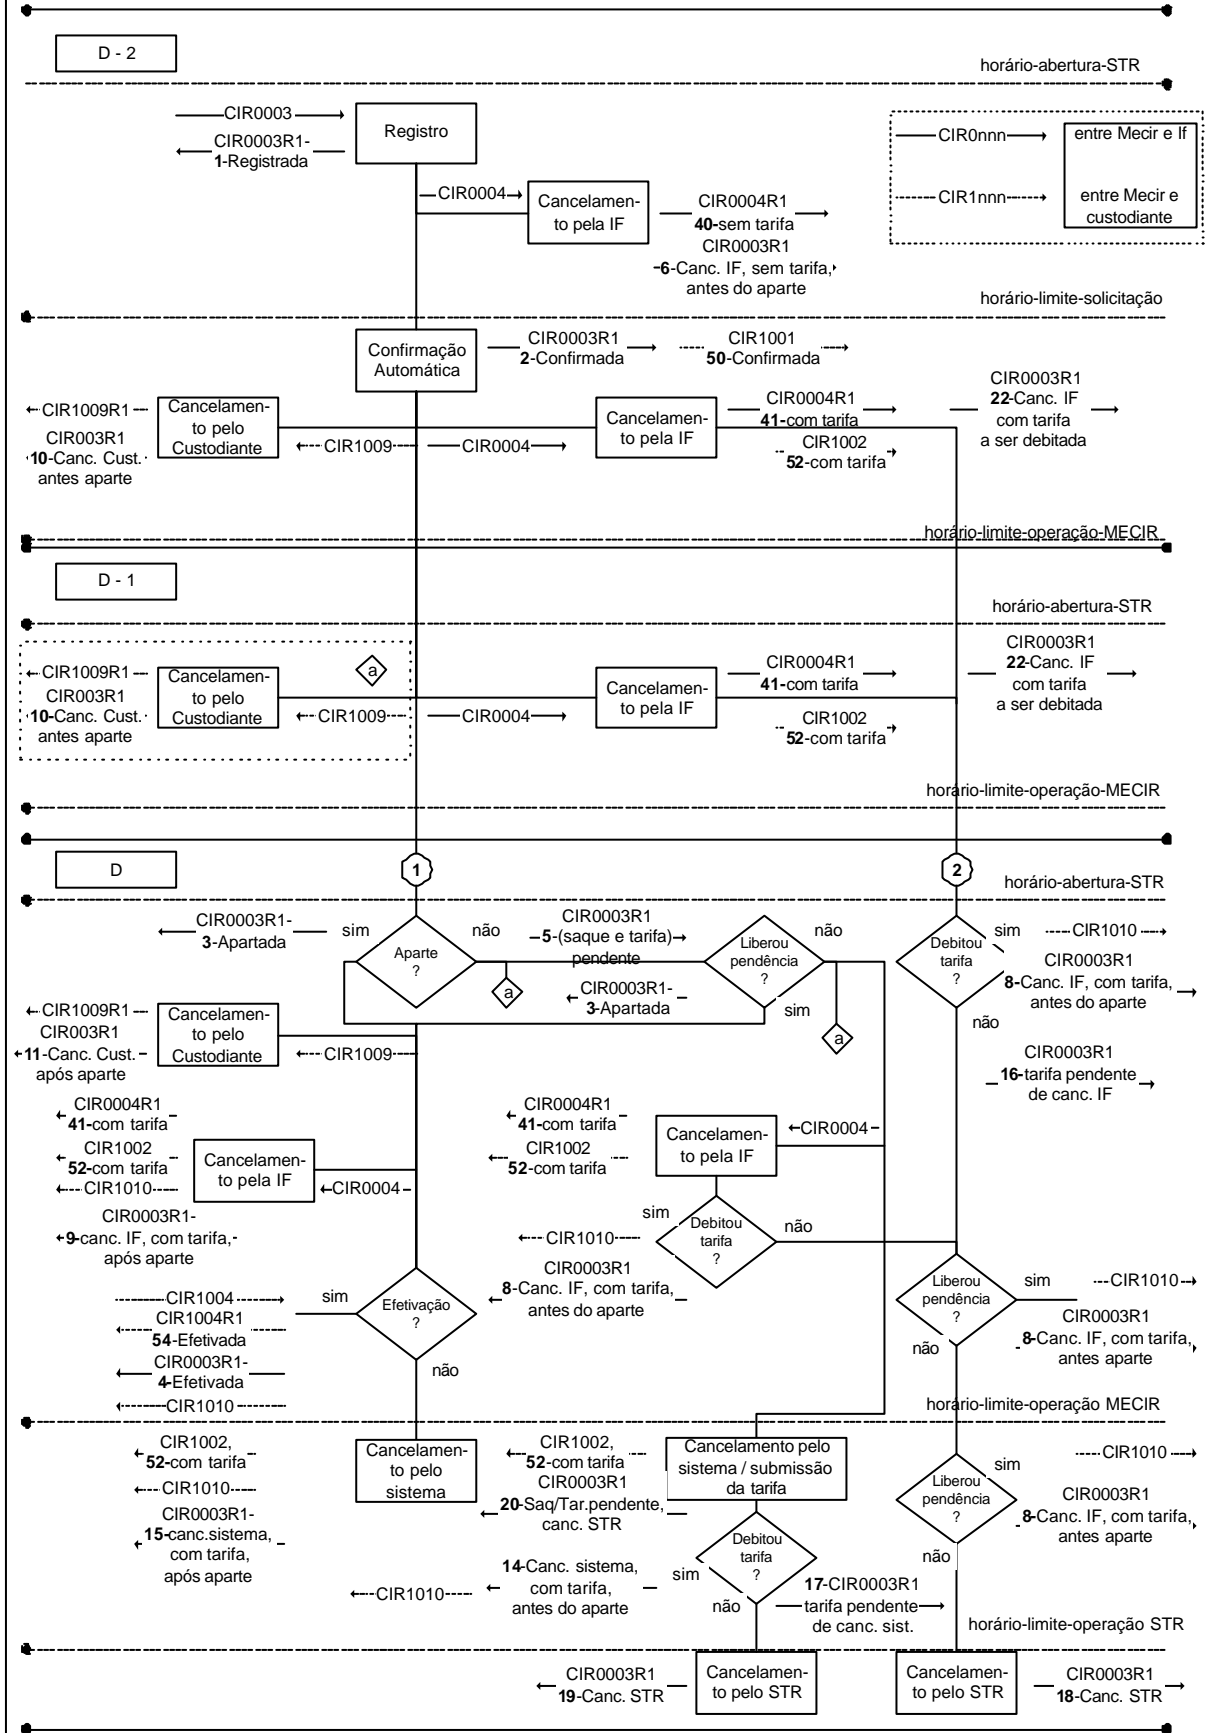 D - 2
horário-abertura-STR
CIR0003
CIR0003R1-
1-Registrada
Registro
CIR0nnn
entre Mecir e If
CIR1nnn
entre Mecir e
custodiante
CIR0004
Cancelamen-
to pela IF
CIR0004R1
40-sem tarifa
CIR0003R1
6-Canc. IF, sem tarifa,
antes do aparte
horário-limite-solicitação
Confirmação
Automática
CIR0003R1
2-Confirmada
CIR1001
50-Confirmada
CIR1009R1
CIR003R1
10-Canc. Cust.
antes aparte
Cancelamen-
to pelo
Custodiante
CIR1009
CIR0004
Cancelamen-
to pela IF
CIR0004R1
41-com tarifa
CIR1002
52-com tarifa
CIR0003R1
22-Canc. IF
com tarifa
a ser debitada
horário-limite-operação-MECIR
D - 1
horário-abertura-STR
CIR1009R1
CIR003R1
10-Canc. Cust.
antes aparte
Cancelamen-
to pelo
Custodiante
a
CIR1009
CIR0004
Cancelamen-
to pela IF
CIR0004R1
41-com tarifa
CIR1002
52-com tarifa
CIR0003R1
22-Canc. IF
com tarifa
a ser debitada
horário-limite-operação-MECIR
D
1
2
horário-abertura-STR
CIR0003R1-
3-Apartada
sim
Aparte
?
não
CIR0003R1
5-(saque e tarifa)
pendente
a
CIR0003R1-
3-Apartada
Liberou
pendência
?
não
sim
a
Debitou
tarifa
?
sim
CIR1010
CIR0003R1
8-Canc. IF, com tarifa,
antes do aparte
não
CIR0003R1
16-tarifa pendente
de canc. IF
CIR1009R1
CIR003R1
11-Canc. Cust.
após aparte
Cancelamen-
to pelo
Custodiante
CIR1009
CIR0004R1
41-com tarifa
CIR1002
52-com tarifa
CIR1010
Cancelamen-
to pela IF
CIR0004
CIR0003R1-
9-canc. IF, com tarifa,
após aparte
CIR0004R1
41-com tarifa
CIR1002
52-com tarifa
Cancelamen-
to pela IF
CIR0004
sim
Debitou
tarifa
?
não
CIR1010
CIR0003R1
8-Canc. IF, com tarifa,
antes do aparte
CIR1004
CIR1004R1
54-Efetivada
CIR0003R1-
4-Efetivada
CIR1010
sim
Efetivação
?
não
Liberou
pendência
?
sim
CIR1010
CIR0003R1
8-Canc. IF, com tarifa,
antes aparte
não
horário-limite-operação MECIR
CIR1002,
52-com tarifa
CIR1010
CIR0003R1-
15-canc.sistema,
com tarifa,
após aparte
Cancelamen-
to pelo
sistema
CIR1002,
52-com tarifa
CIR0003R1
20-Saq/Tar.pendente,
canc. STR
Cancelamento pelo
sistema / submissão
da tarifa
Liberou
pendência
?
sim
CIR1010
CIR0003R1
8-Canc. IF, com tarifa,
antes aparte
não
CIR1010
14-Canc. sistema,
com tarifa,
antes do aparte
sim
Debitou
tarifa
?
não
17-CIR0003R1
tarifa pendente
de canc. sist.
horário-limite-operação STR
CIR0003R1
19-Canc. STR
Cancelamen-
to pelo STR
Cancelamen-
to pelo STR
CIR0003R1
18-Canc. STR